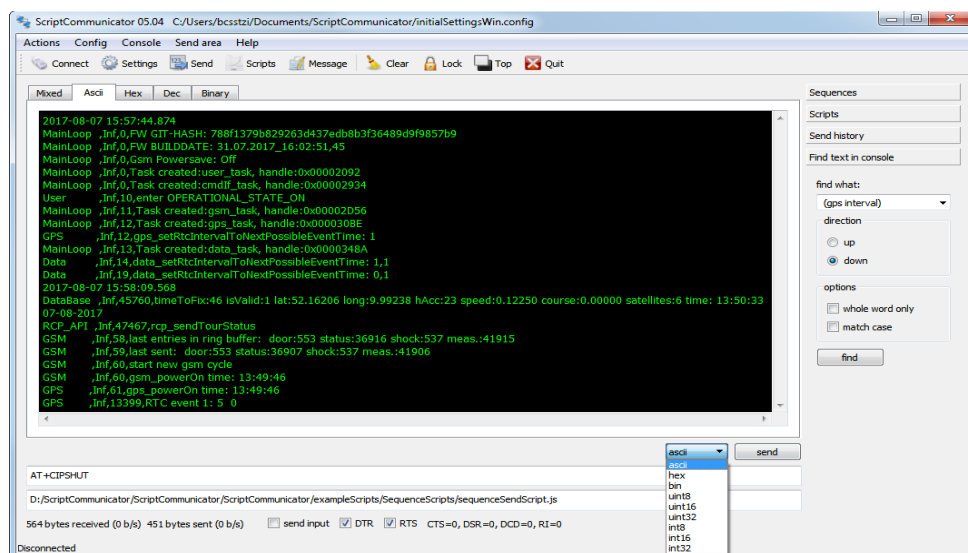 ScriptCommunicator 05.04 C:/Users/bcsstzi/Documents/ScriptCommunicator/initialSettingsWin.config
Actions Config Console Send area Help
Connect Settings Send Scripts Message Clear Lock Top Quit
Mixed Ascii Hex Dec Binary
2017-08-07 15:57:44.874
MainLoop ,Inf,0,FW GIT-HASH: 788f1379b829263d437edb8b3f36489d9f9857b9
MainLoop ,Inf,0,FW BUILDDATE: 31.07.2017_16:02:51,45
MainLoop ,Inf,0,Gsm Powersave: Off
MainLoop ,Inf,0,Task created:user_task, handle:0x00002092
MainLoop ,Inf,0,Task created:cmdIf_task, handle:0x00002934
User ,Inf,10,enter OPERATIONAL_STATE_ON
MainLoop ,Inf,11,Task created:gsm_task, handle:0x00002D56
MainLoop ,Inf,12,Task created:gps_task, handle:0x000030BE
GPS ,Inf,12,gps_setRtcIntervalToNextPossibleEventTime: 1
MainLoop ,Inf,13,Task created:data_task, handle:0x0000348A
Data ,Inf,14,data_setRtcIntervalToNextPossibleEventTime: 1,1
Data ,Inf,19,data_setRtcIntervalToNextPossibleEventTime: 0,1
2017-08-07 15:58:09.568
DataBase ,Inf,45760,timeToFix:46 isValid:1 lat:52.16206 long:9.99238 hAcc:23 speed:0.12250 course:0.00000 satellites:6 time: 13:50:33
07-08-2017
RCP_API ,Inf,47467,rcp_sendTourStatus
GSM ,Inf,58,last entries in ring buffer: door:553 status:36916 shock:537 meas.:41915
GSM ,Inf,59,last sent: door:553 status:36907 shock:537 meas.:41906
GSM ,Inf,60,start new gsm cycle
GSM ,Inf,60,gsm_powerOn time: 13:49:46
GPS ,Inf,61,gps_powerOn time: 13:49:46
GPS ,Inf,13399,RTC event 1: 5 0
Sequences
Scripts
Send history
Find text in console
find what:
(gps interval)
direction
up
down
options
whole word only
match case
find
ascii send
ascii
hex
bin
uint8
uint16
uint32
int8
int16
int32
AT+CIPSHUT
D:/ScriptCommunicator/ScriptCommunicator/ScriptCommunicator/exampleScripts/SequenceScripts/sequenceSendScript.js
564 bytes received (0 b/s) 451 bytes sent (0 b/s) send input DTR RTS CTS=0, DSR=0, DCD=0, RI=0
Disconnected